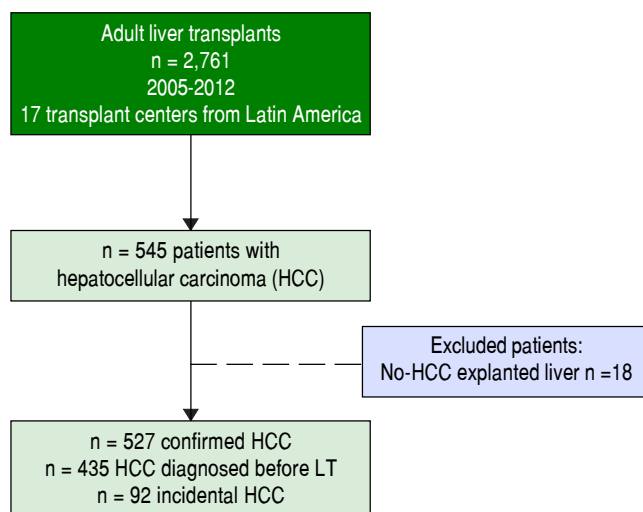 Adult liver transplants
n = 2,761
2005-2012
17 transplant centers from Latin America
n = 545 patients with
hepatocellular carcinoma (HCC)
Excluded patients:
No-HCC explanted liver n =18
n = 527 confirmed HCC
n = 435 HCC diagnosed before LT
n = 92 incidental HCC